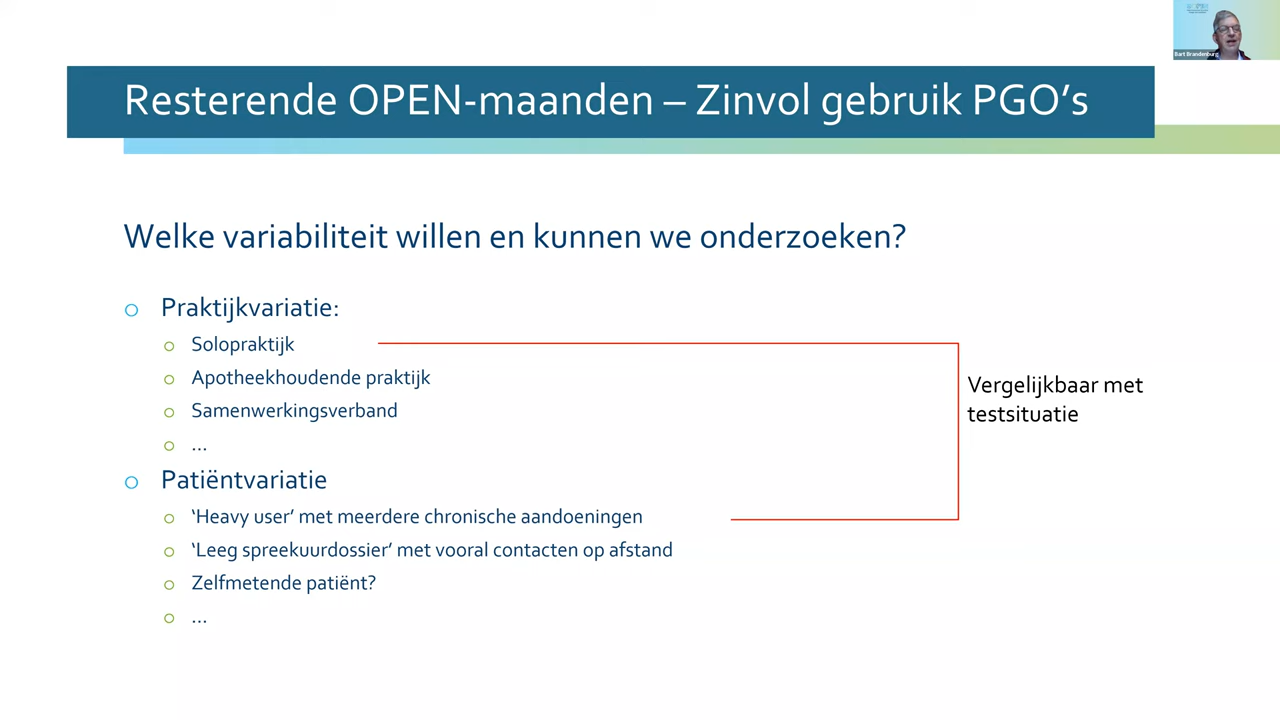 Bart Brandenburg
Resterende OPEN-maanden – Zinvol gebruik PGO’s
Welke variabiliteit willen en kunnen we onderzoeken?
o Praktijkvariatie:
o Solopraktijk
o Apotheekhoudende praktijk
o Samenwerkingsverband
o ...
o Patiëntvariatie
o ‘Heavy user’ met meerdere chronische aandoeningen
o ‘Leeg spreekuurdossier’ met vooral contacten op afstand
o Zelfmetende patiënt?
o ...
Vergelijkbaar met
testsituatie